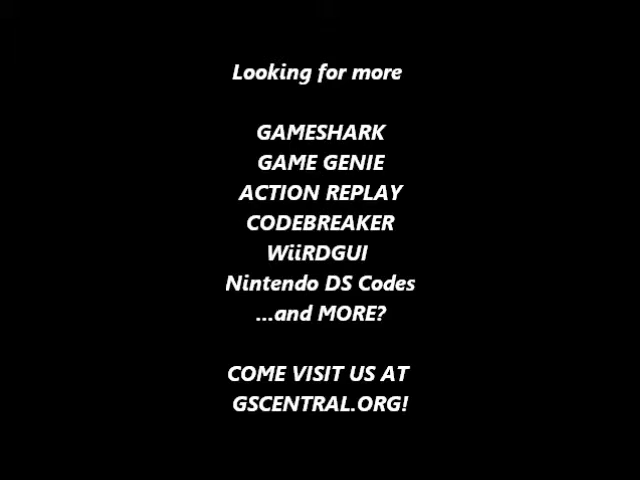 Looking for more
GAMESHARK
GAME GENIE
ACTION REPLAY
CODEBREAKER
WiiRDGUI
Nintendo DS Codes
...and MORE?
COME VISIT US AT
GSCENTRAL.ORG!